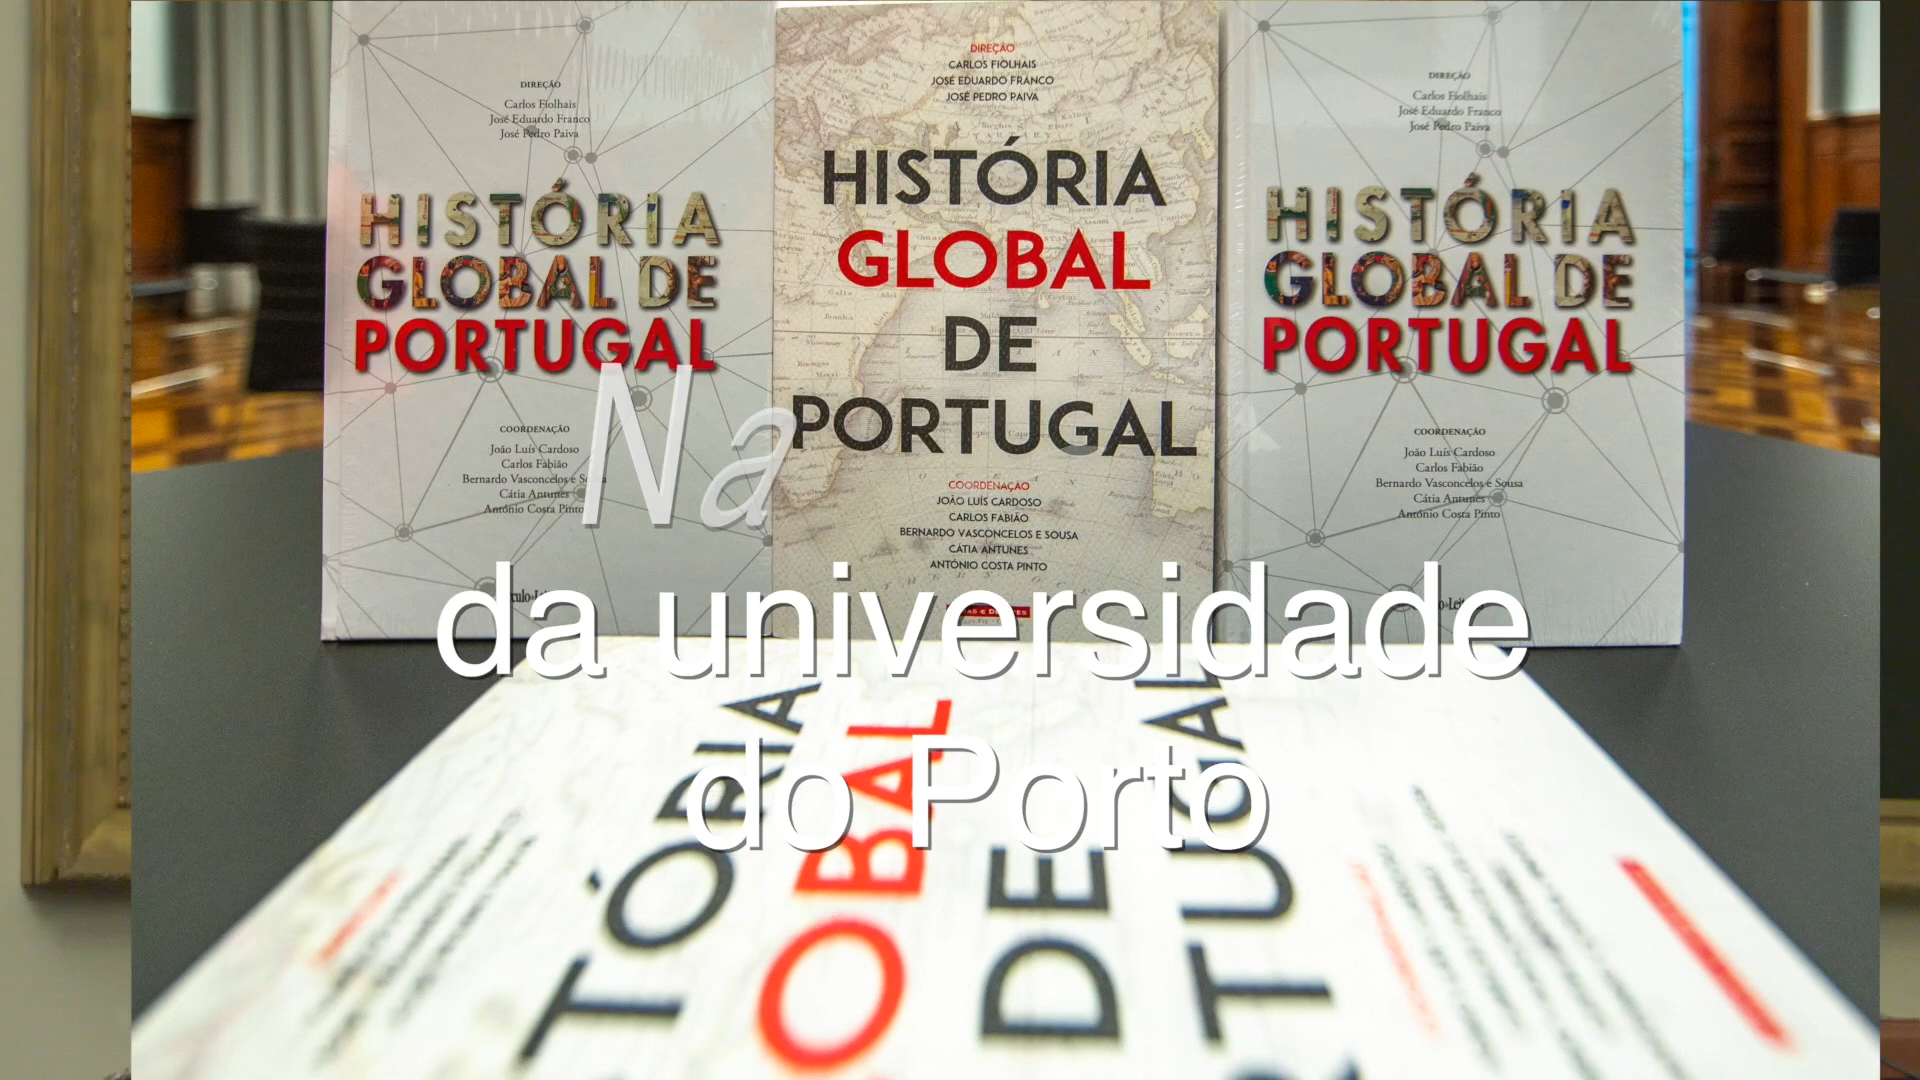 DIREÇÃO
Carlos Fiolhais
José Eduardo Franco
José Pedro Paiva
HISTÓRIA
GLOBAL DE
PORTUGAL
COORDENAÇÃO
João Luís Cardoso
Carlos Fabião
Bernardo Vasconcelos e Sousa
Cátia Antunes
António Costa Pinto
DIREÇÃO
CARLOS FIOLHAIS
JOSÉ EDUARDO FRANCO
JOSÉ PEDRO PAIVA
HISTÓRIA
GLOBAL
DE
PORTUGAL
COORDENAÇÃO
JOÃO LUÍS CARDOSO
CARLOS FABIÃO
BERNARDO VASCONCELOS E SOUSA
CÁTIA ANTUNES
ANTÓNIO COSTA PINTO
DIREÇÃO
Carlos Fiolhais
José Eduardo Franco
José Pedro Paiva
HISTÓRIA
GLOBAL DE
PORTUGAL
COORDENAÇÃO
João Luís Cardoso
Carlos Fabião
Bernardo Vasconcelos e Sousa
Cátia Antunes
António Costa Pinto
Na
da universidade
do Porto
TÓRIA
OBAL
DE
TUGAL